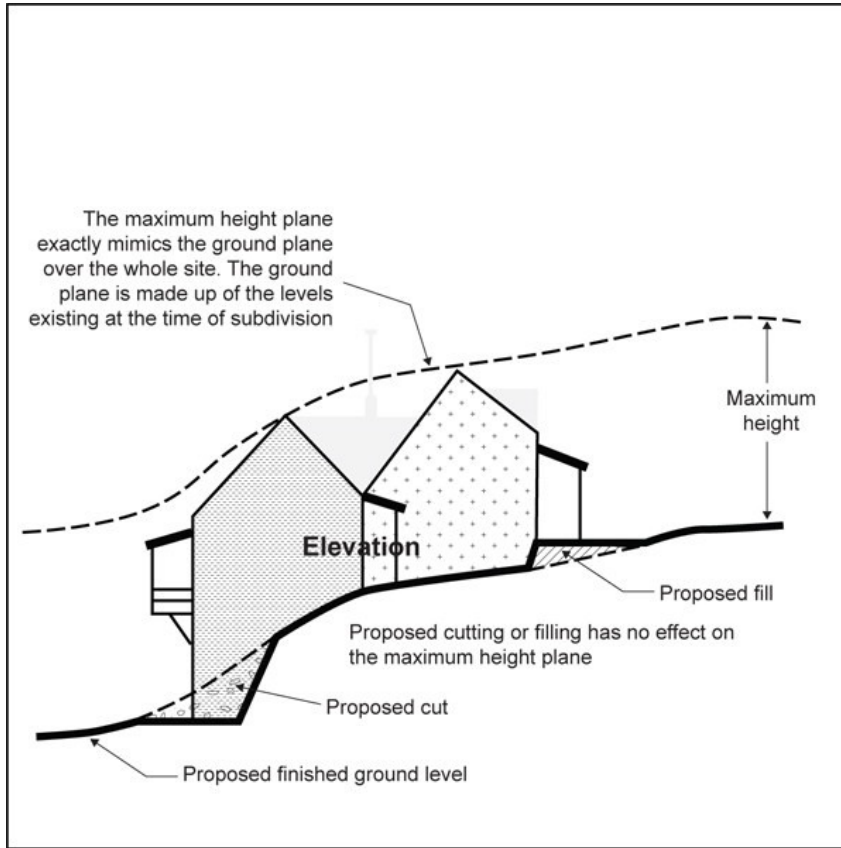 The maximum height plane
exactly mimics the ground plane
over the whole site. The ground
plane is made up of the levels
existing at the time of subdivision
Maximum
height
Elevation
Proposed fill
Proposed cutting or filling has no effect on
the maximum height plane
Proposed cut
Proposed finished ground level